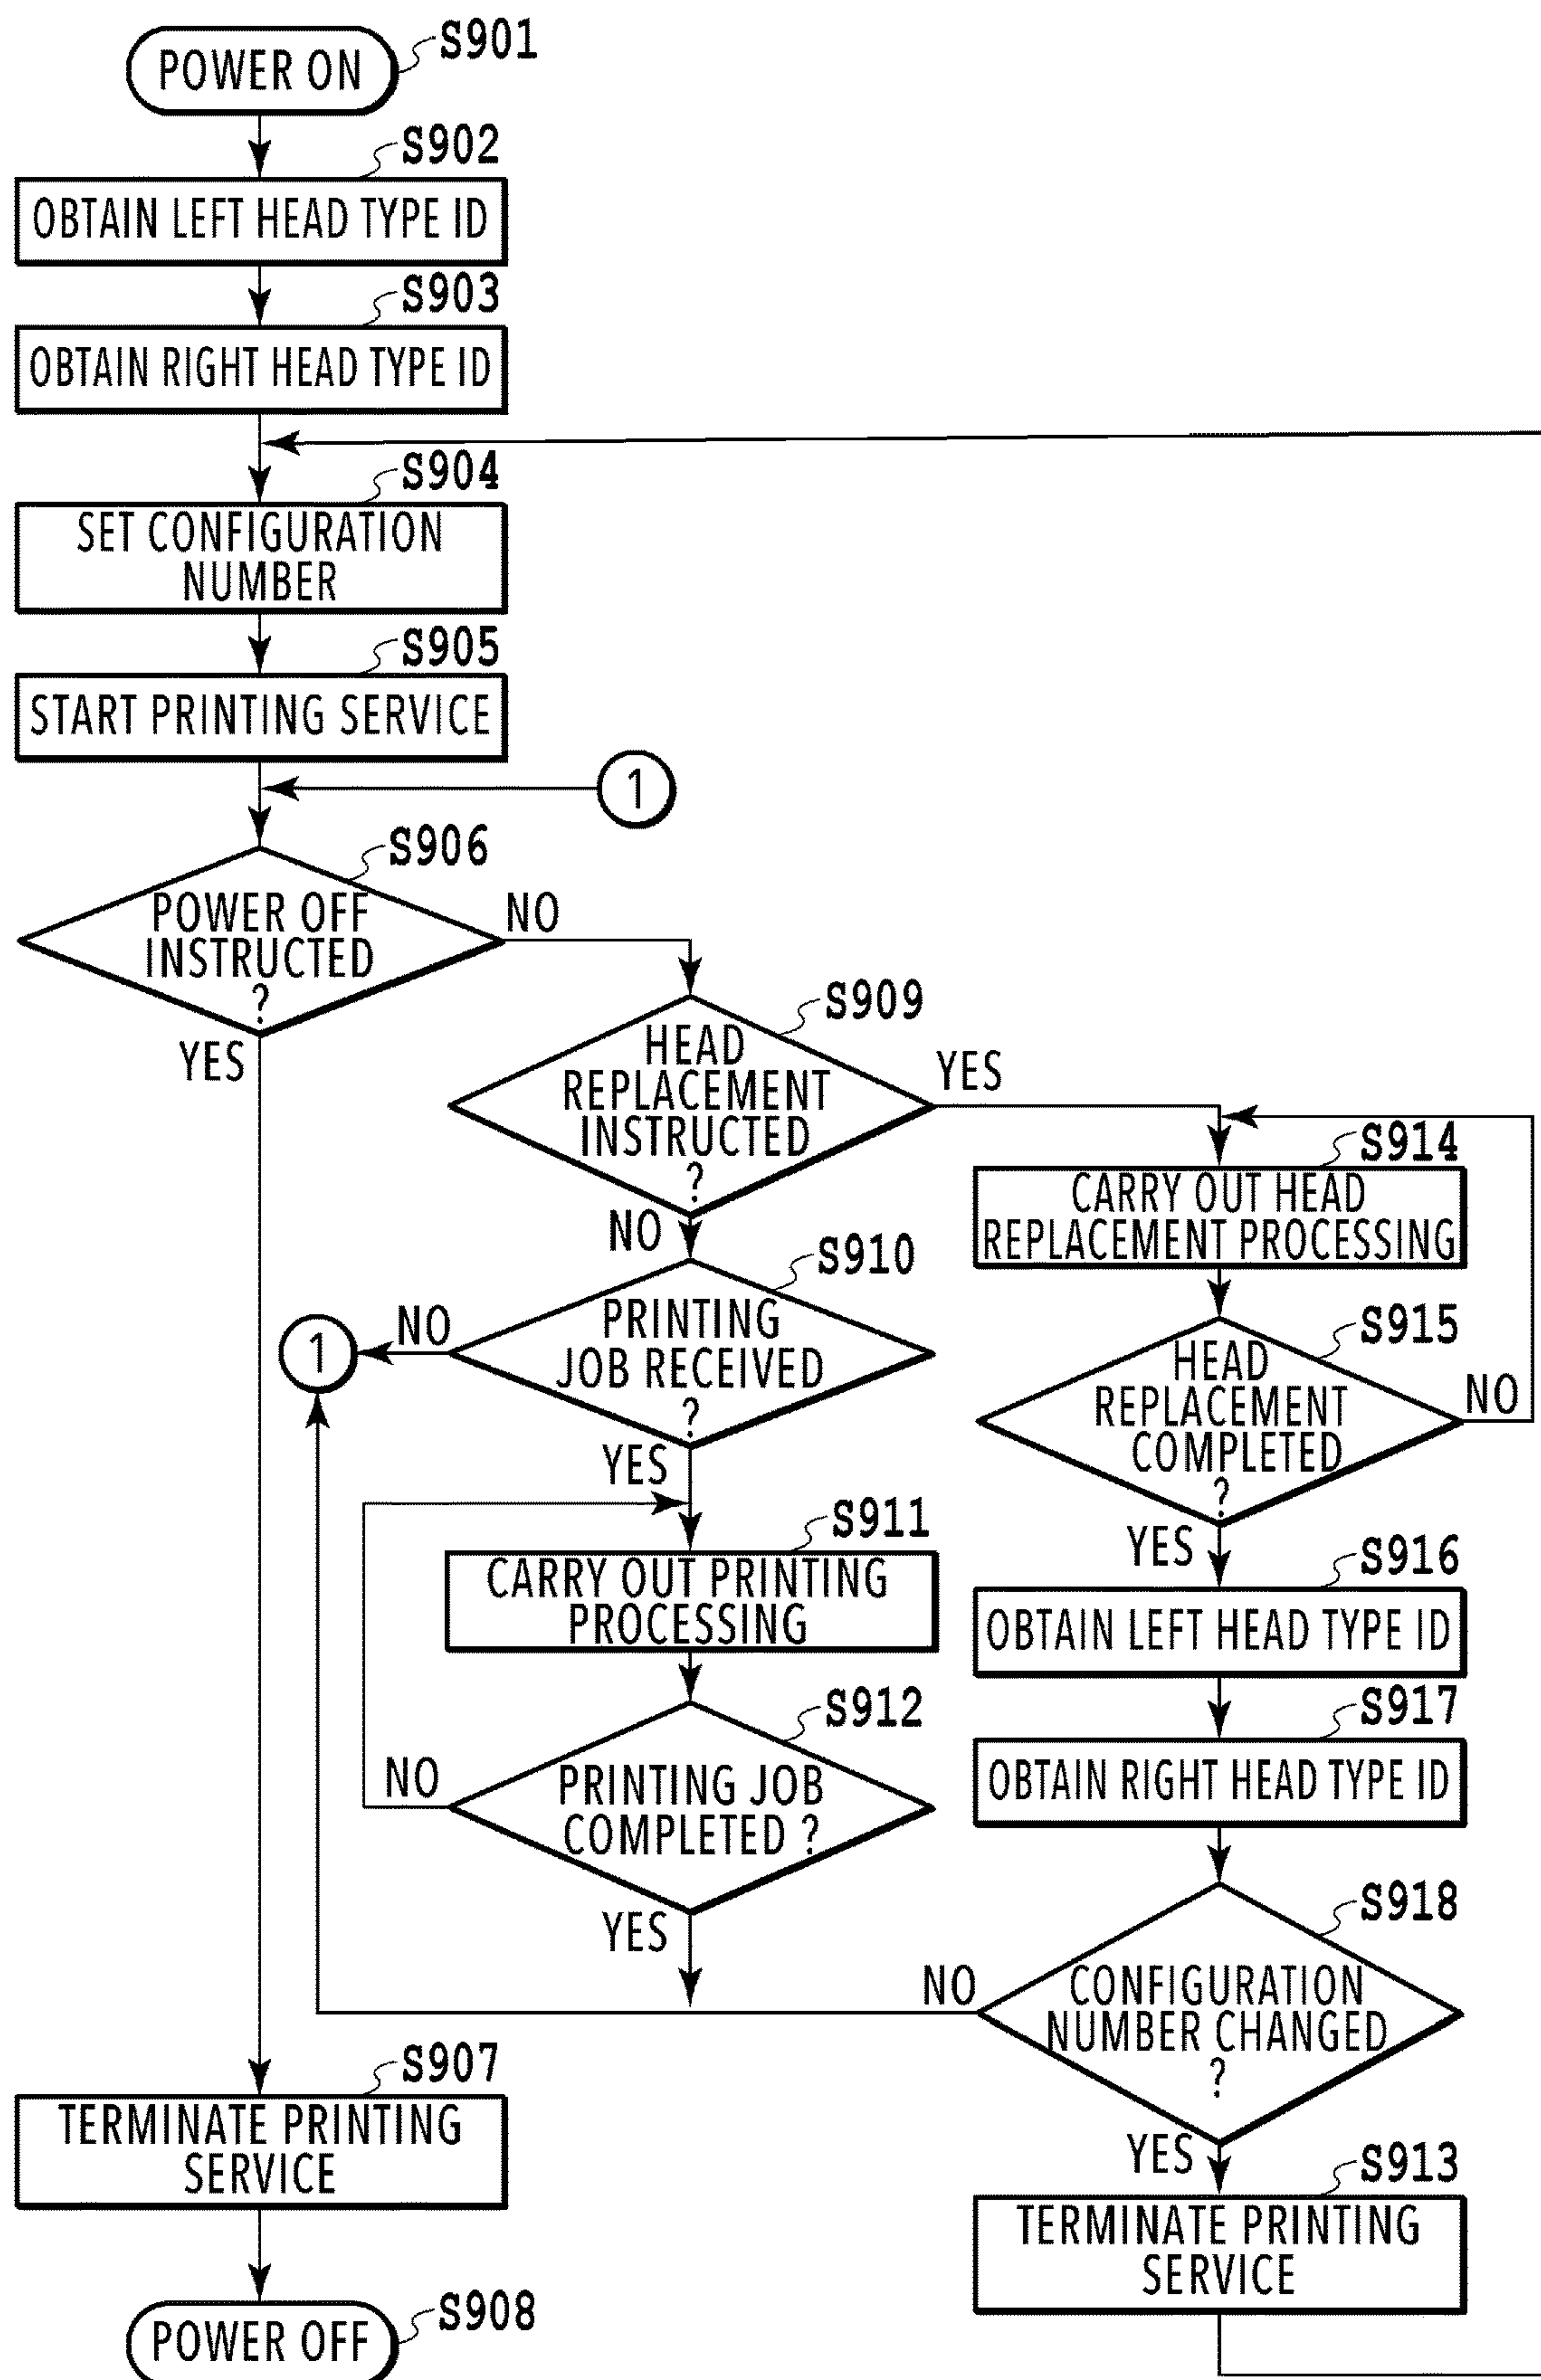 S901
POWER ON
S902
OBTAIN LEFT HEAD TYPE ID
S903
OBTAIN RIGHT HEAD TYPE ID
S904
SET CONFIGURATION
NUMBER
S905
START PRINTING SERVICE
1
S906
POWER OFF
INSTRUCTED
?
NO
YES
S909
HEAD
REPLACEMENT
INSTRUCTED
?
YES
NO
S910
PRINTING
JOB RECEIVED
?
NO
1
YES
S911
CARRY OUT PRINTING
PROCESSING
S912
PRINTING JOB
COMPLETED ?
NO
YES
S914
CARRY OUT HEAD
REPLACEMENT PROCESSING
S915
HEAD
REPLACEMENT
COMPLETED
?
NO
YES
S916
OBTAIN LEFT HEAD TYPE ID
S917
OBTAIN RIGHT HEAD TYPE ID
S918
CONFIGURATION
NUMBER CHANGED
?
NO
YES
S913
TERMINATE PRINTING
SERVICE
S907
TERMINATE PRINTING
SERVICE
S908
POWER OFF